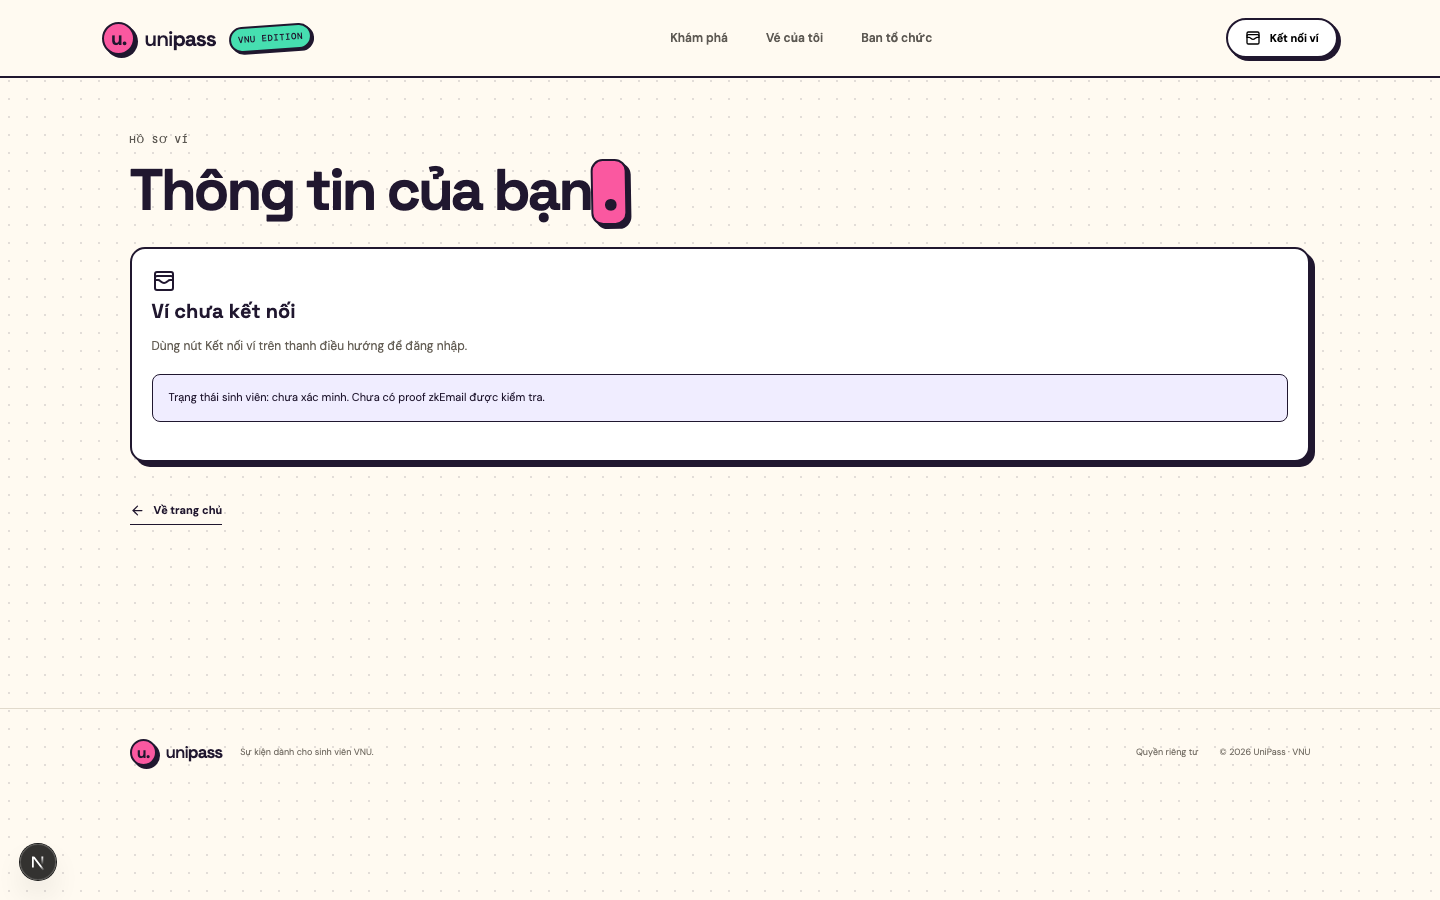 u. unipass VNU EDITION Khám phá Vé của tôi Ban tổ chức Kết nối ví
HỒ SƠ VÍ
Thông tin của bạn.
Ví chưa kết nối
Dùng nút Kết nối ví trên thanh điều hướng để đăng nhập.
Trạng thái sinh viên: chưa xác minh. Chưa có proof zkEmail được kiểm tra.
Về trang chủ
u. unipass Sự kiện dành cho sinh viên VNU. Quyền riêng tư © 2026 UniPass · VNU
N